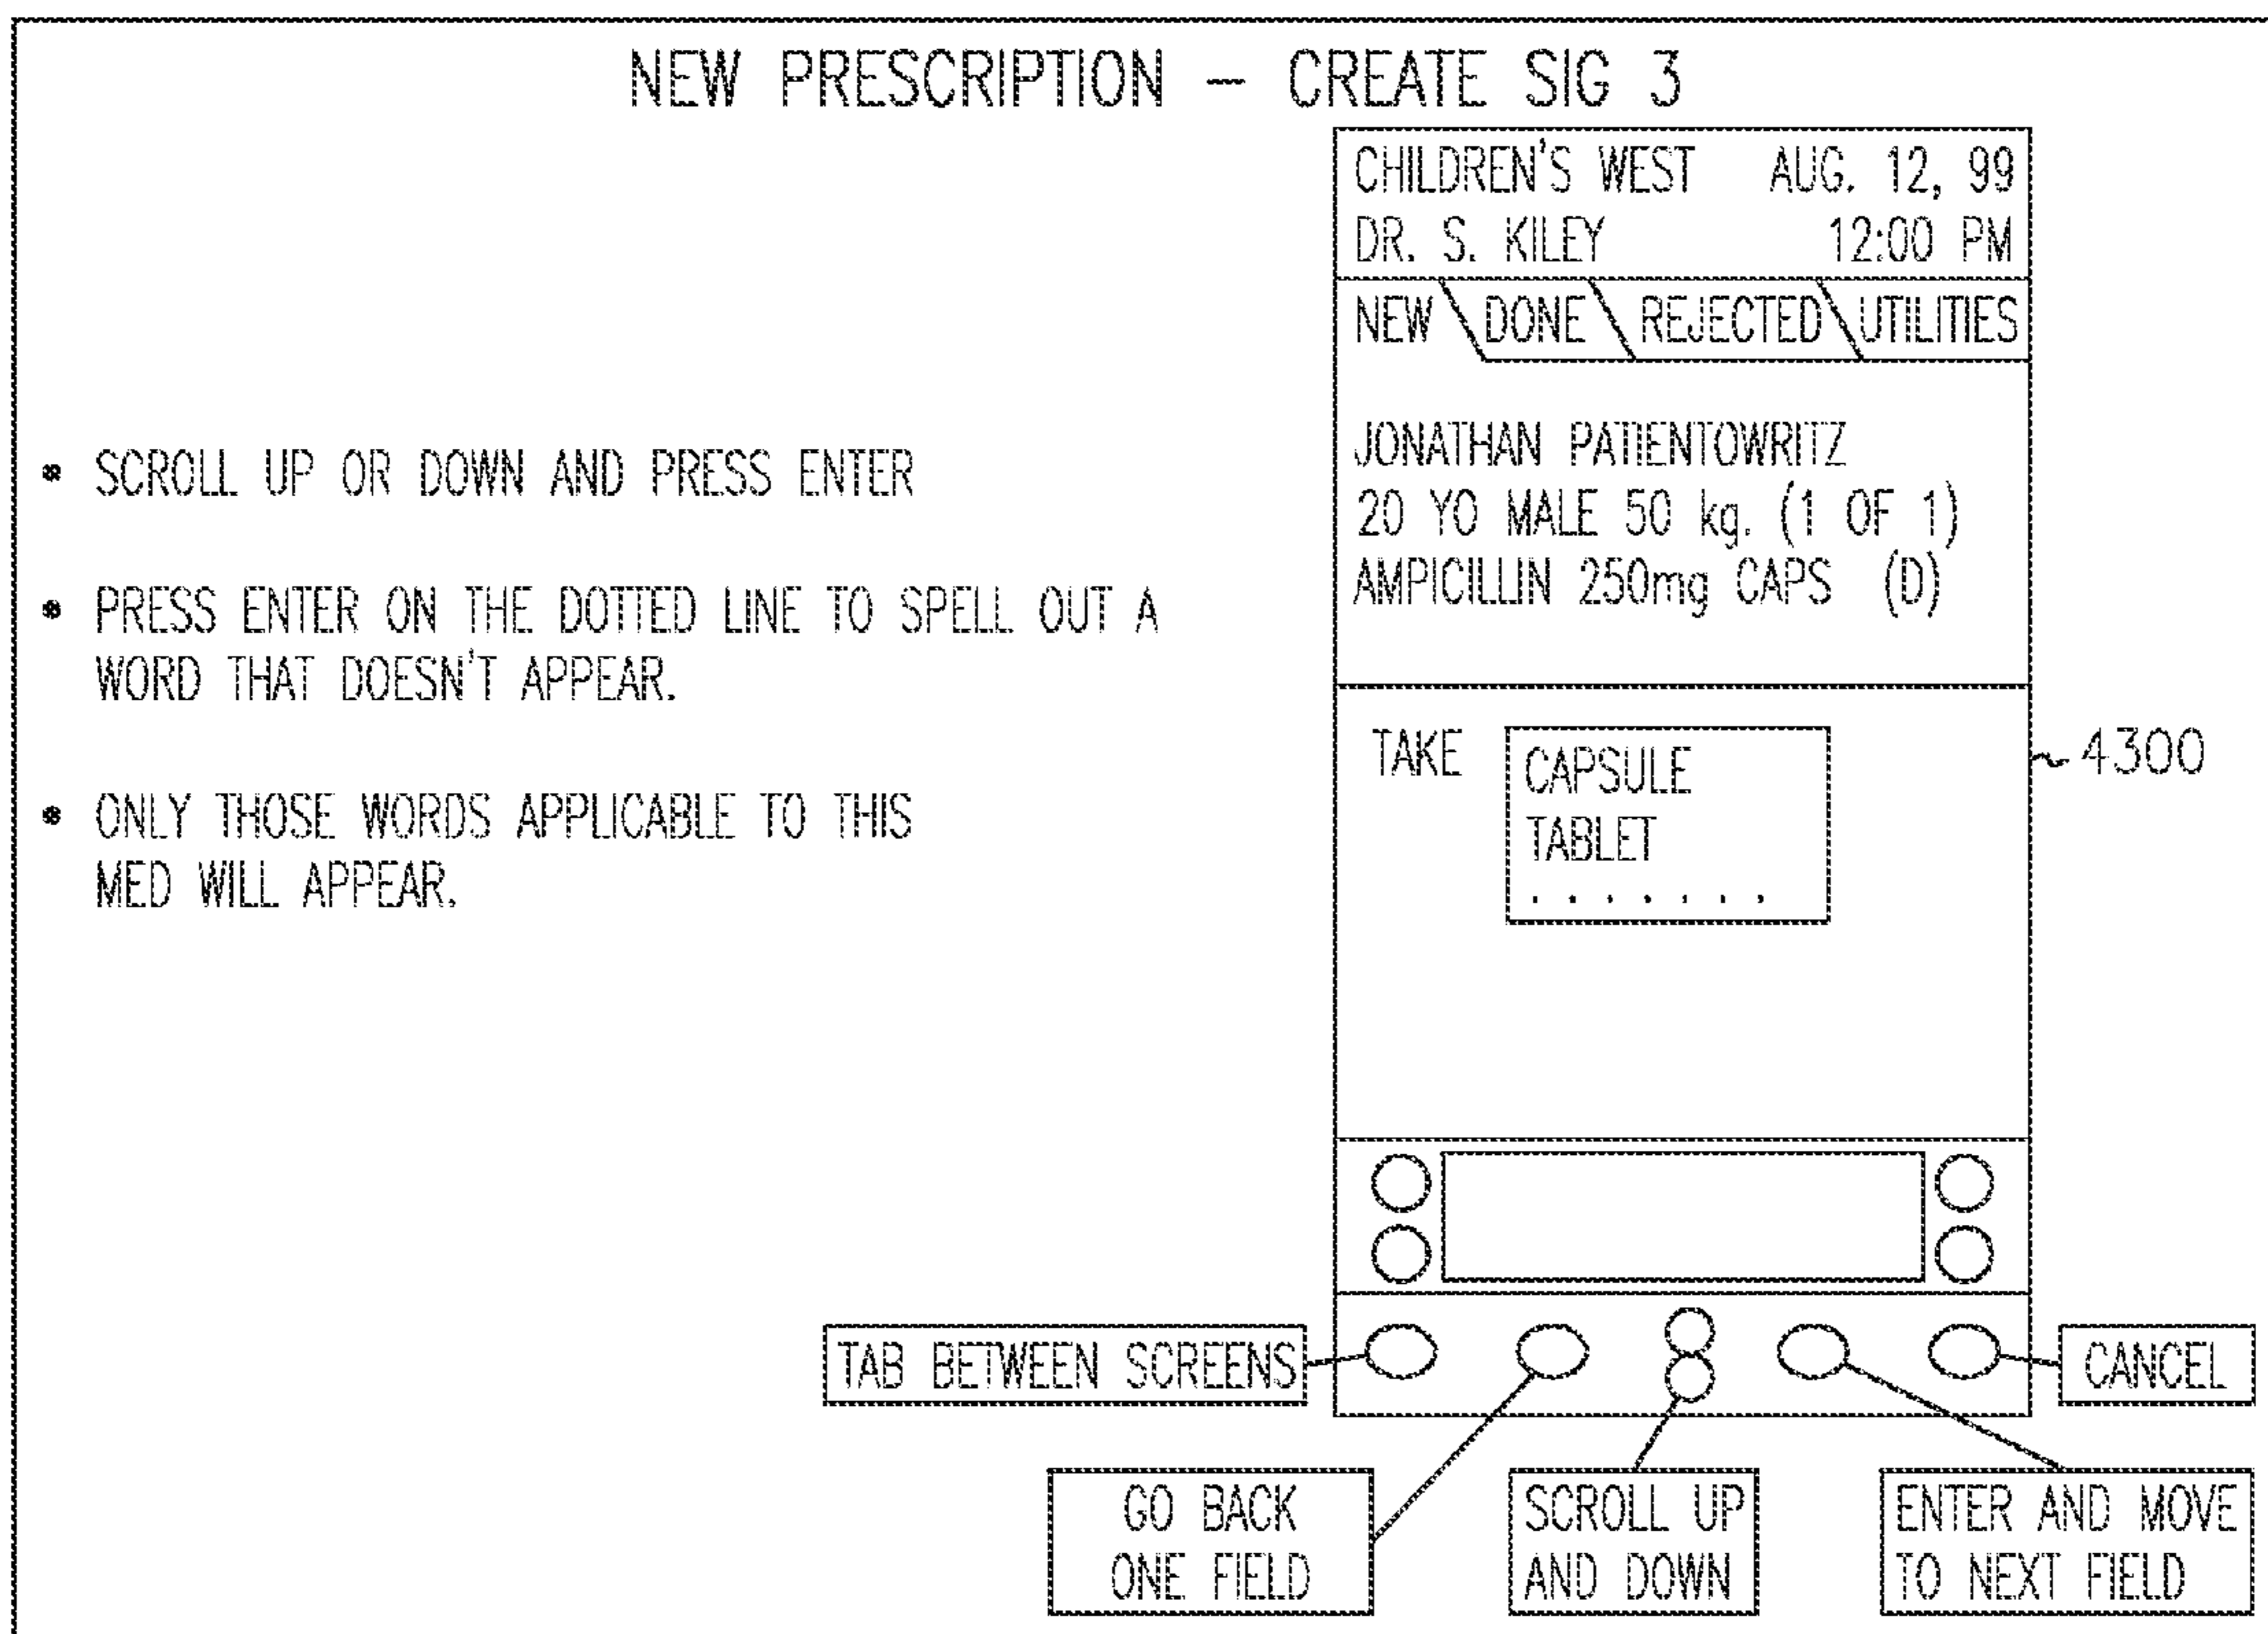 NEW PRESCRIPTION – CREATE SIG 3
CHILDREN'S WEST AUG. 12, 99
DR. S. KILEY 12:00 PM
NEW DONE REJECTED UTILITIES
JONATHAN PATIENTOWRITZ
20 YO MALE 50 kg. (1 OF 1)
AMPICILLIN 250mg CAPS (D)
• SCROLL UP OR DOWN AND PRESS ENTER
• PRESS ENTER ON THE DOTTED LINE TO SPELL OUT A
WORD THAT DOESN'T APPEAR.
• ONLY THOSE WORDS APPLICABLE TO THIS
MED WILL APPEAR.
TAKE CAPSULE
TABLET
. . . . . . .
4300
TAB BETWEEN SCREENS
CANCEL
GO BACK
ONE FIELD
SCROLL UP
AND DOWN
ENTER AND MOVE
TO NEXT FIELD